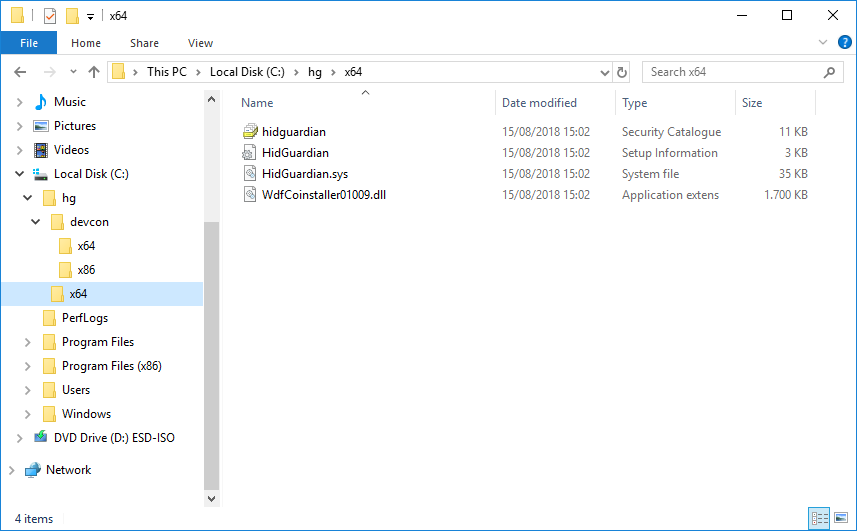 x64
File Home Share View
This PC Local Disk (C:) hg x64 Search x64
Music
Pictures
Videos
Local Disk (C:)
hg
devcon
x64
x86
x64
PerfLogs
Program Files
Program Files (x86)
Users
Windows
DVD Drive (D:) ESD-ISO
Network
Name Date modified Type Size
hidguardian 15/08/2018 15:02 Security Catalogue 11 KB
HidGuardian 15/08/2018 15:02 Setup Information 3 KB
HidGuardian.sys 15/08/2018 15:02 System file 35 KB
WdfCoinstaller01009.dll 15/08/2018 15:02 Application extens 1.700 KB
4 items